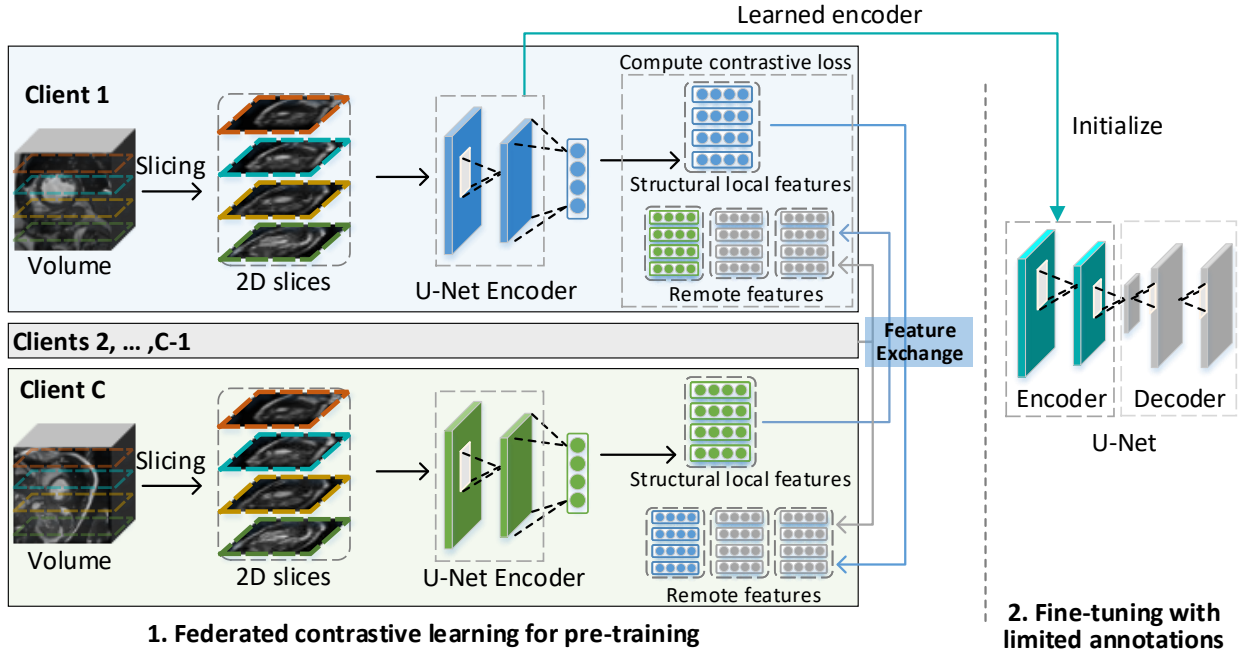 Learned encoder
Client 1
Compute contrastive loss
Slicing
Structural local features
Volume
2D slices
U-Net Encoder
Remote features
Initialize
Clients 2, ... ,C-1
Feature
Exchange
Client C
Slicing
Structural local features
Volume
2D slices
U-Net Encoder
Remote features
Encoder
Decoder
U-Net
1. Federated contrastive learning for pre-training
2. Fine-tuning with
limited annotations